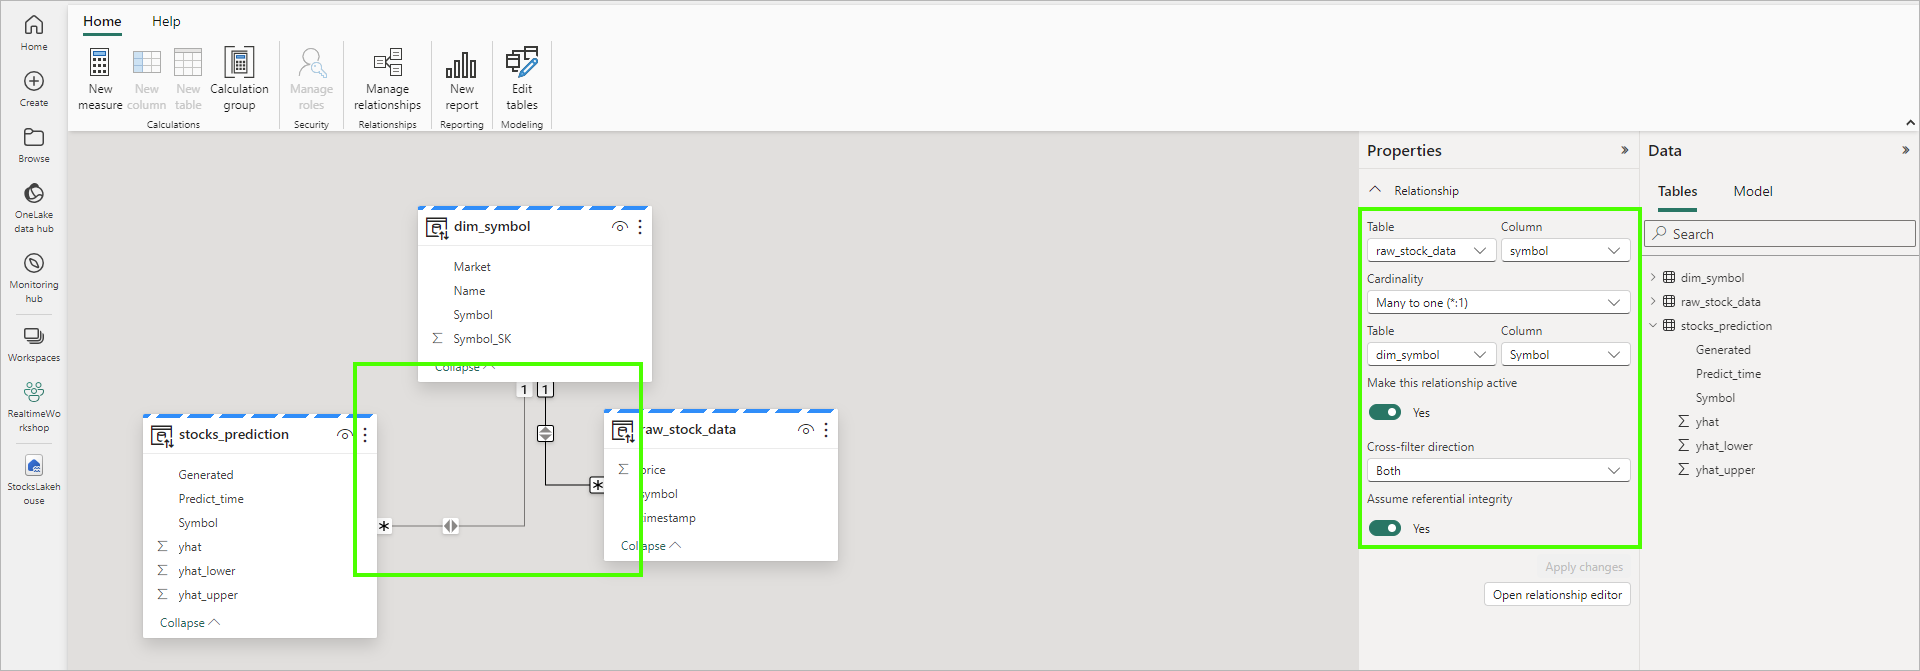 Home
Create
Browse
OneLake
data hub
Monitoring
hub
Workspaces
RealtimeWo
rkshop
StocksLakeh
ouse
Home Help
New
measure
New
column
New
table
Calculation
group
Calculations
Manage
roles
Security
Manage
relationships
Relationships
New
report
Reporting
Edit
tables
Modeling
dim_symbol
Market
Name
Symbol
Σ Symbol_SK
Collapse
1 1
*
*
stocks_prediction
Generated
Predict_time
Symbol
Σ yhat
Σ yhat_lower
Σ yhat_upper
Collapse
raw_stock_data
Σ price
symbol
timestamp
Collapse
Properties
Relationship
Table Column
raw_stock_data symbol
Cardinality
Many to one (*:1)
Table Column
dim_symbol Symbol
Make this relationship active
Yes
Cross-filter direction
Both
Assume referential integrity
Yes
Apply changes
Open relationship editor
Data
Tables Model
Search
dim_symbol
raw_stock_data
stocks_prediction
Generated
Predict_time
Symbol
Σ yhat
Σ yhat_lower
Σ yhat_upper